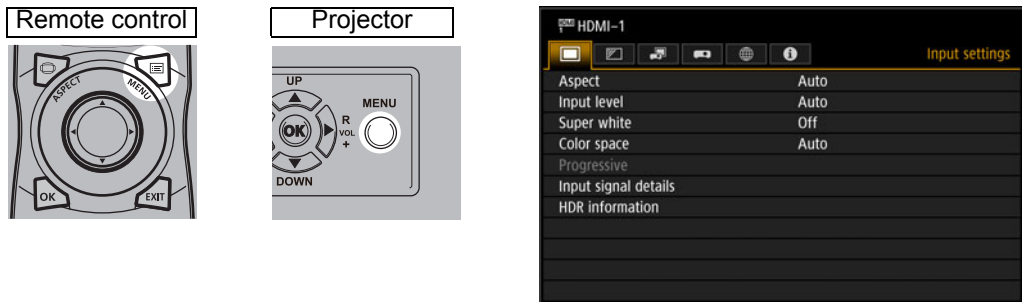 Remote control
ASPECT
MENU
OK
EXIT
Projector
UP
MENU
OK
R
VOL
+
DOWN
HDMI HDMI-1
Input settings
Aspect Auto
Input level Auto
Super white Off
Color space Auto
Progressive
Input signal details
HDR information